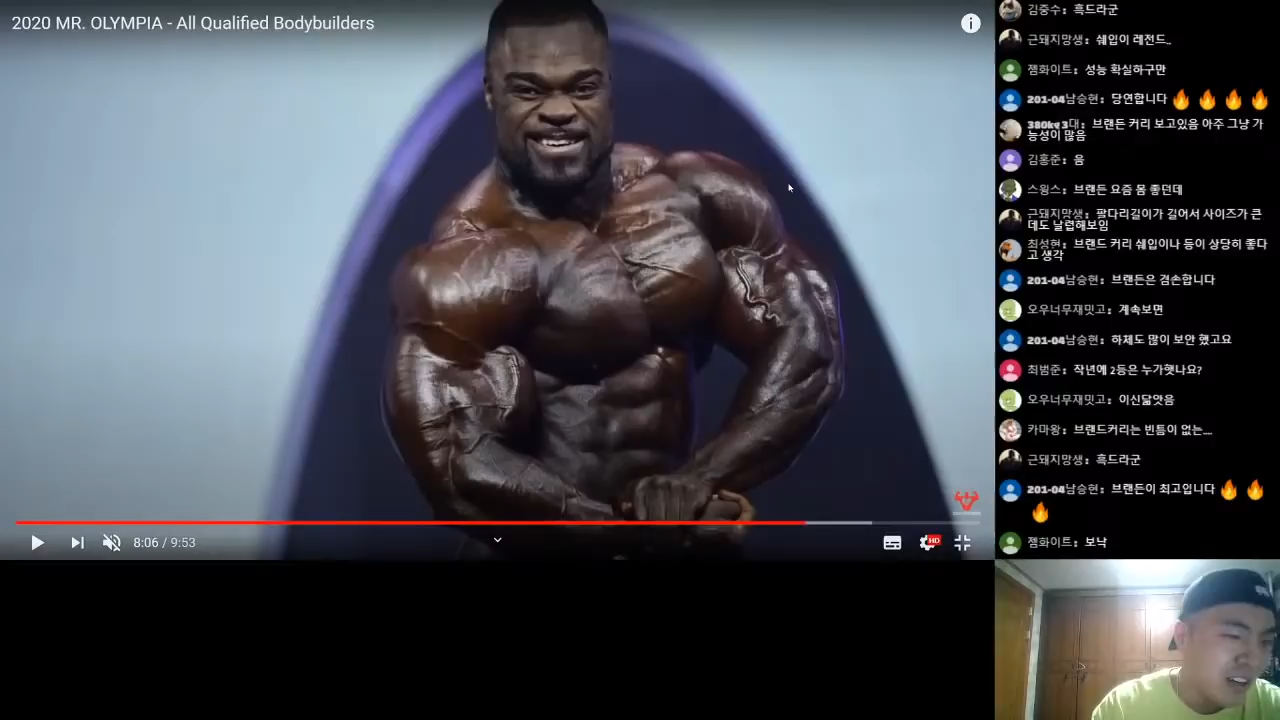 2020 MR. OLYMPIA - All Qualified Bodybuilders
8:06 / 9:53
HD
김중수: 흑드라군
근돼지망생: 쉐입이 레전드..
젬화이트: 성능 확실하구만
201-04남승현: 당연합니다 🔥 🔥 🔥 🔥
380kg 3대: 브랜든 커리 보고있음 아주 그냥 가
능성이 많음
김홍준: 음
스윙스: 브랜든 요즘 몸 좋던데
근돼지망생: 팔다리길이가 길어서 사이즈가 큰
데도 날렵해보임
최성현: 브랜드 커리 쉐입이나 등이 상당히 좋다
고 생각
201-04남승현: 브랜든은 겸손합니다
오우너무재밋고: 계속보면
201-04남승현: 하체도 많이 보안 했고요
최범준: 작년에 2등은 누가햇나요?
오우너무재밋고: 이신닮앗음
카마왕: 브랜드커리는 빈틈이 없는...
근돼지망생: 흑드라군
201-04남승현: 브랜든이 최고입니다 🔥 🔥
🔥
젬화이트: 보낙